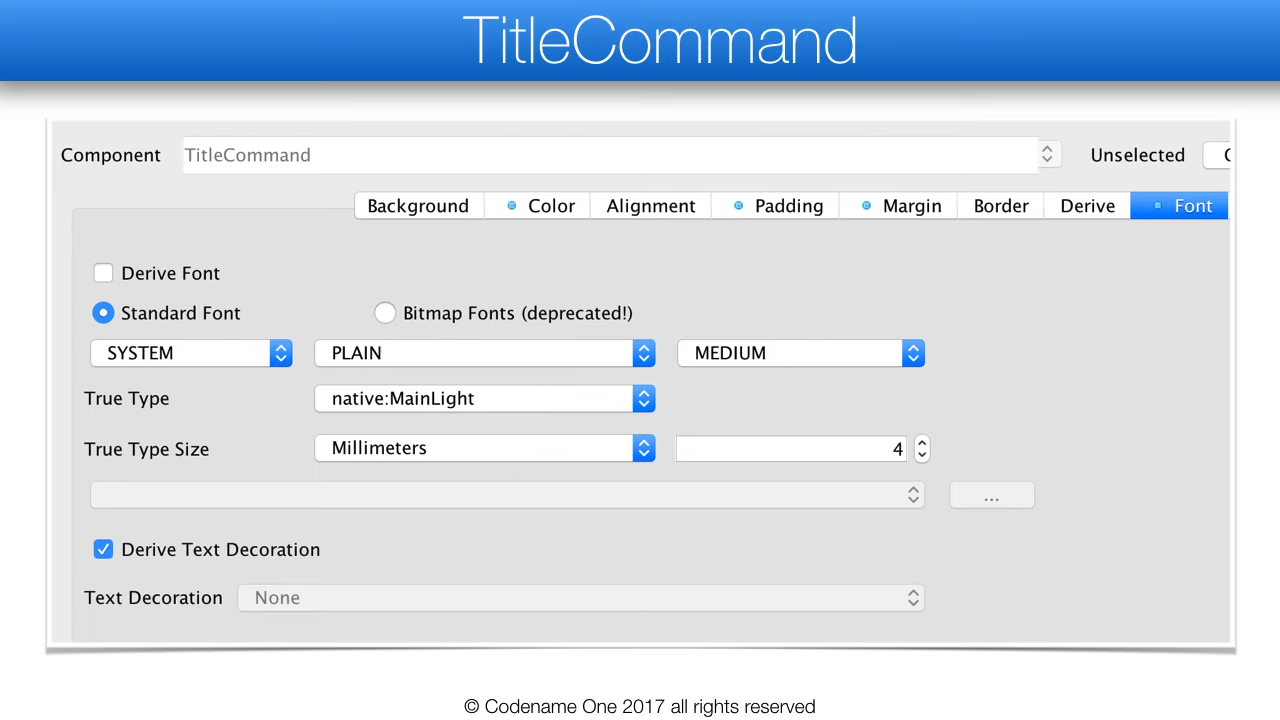 TitleCommand
Component TitleCommand Unselected
Background Color Alignment Padding Margin Border Derive Font
Derive Font
Standard Font Bitmap Fonts (deprecated!)
SYSTEM PLAIN MEDIUM
True Type native:MainLight
True Type Size Millimeters 4
...
Derive Text Decoration
Text Decoration None
© Codename One 2017 all rights reserved